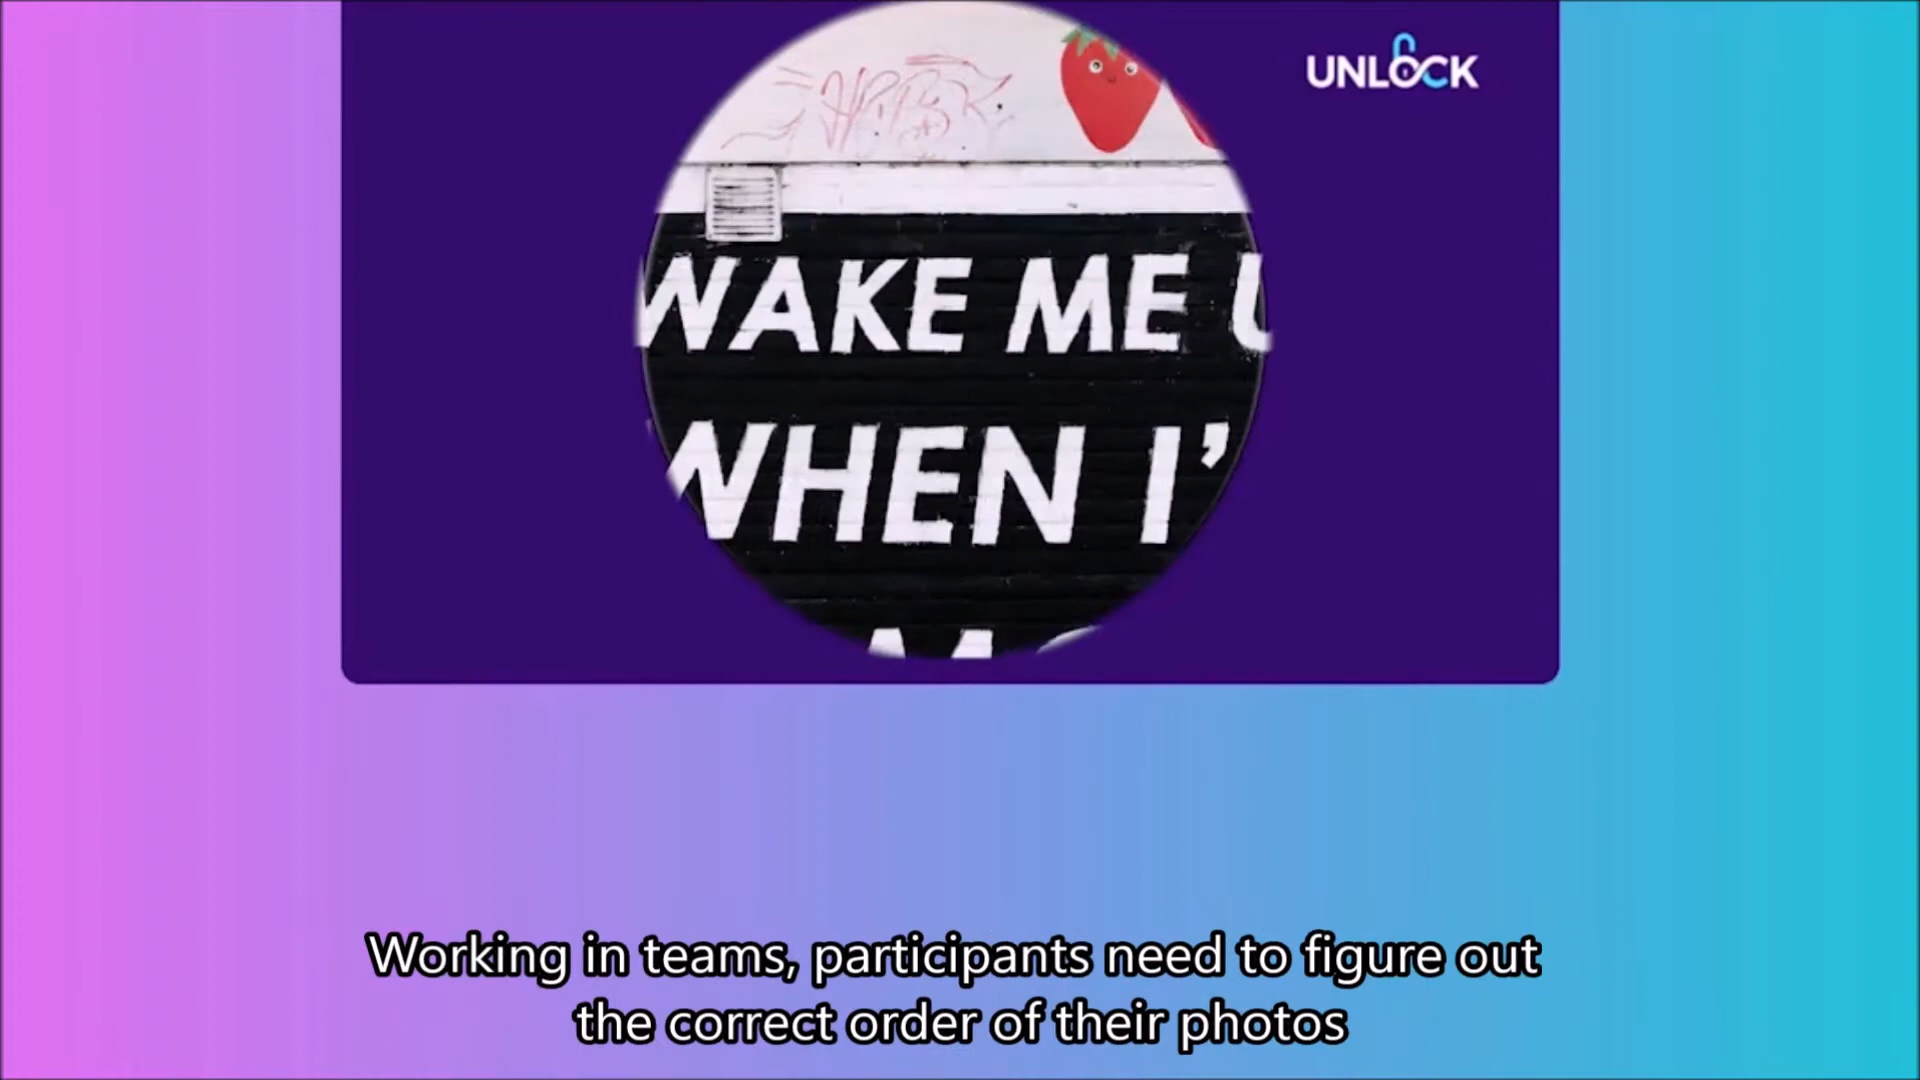 UNLOCK
WAKE ME
WHEN I'
Working in teams, participants need to figure out
the correct order of their photos